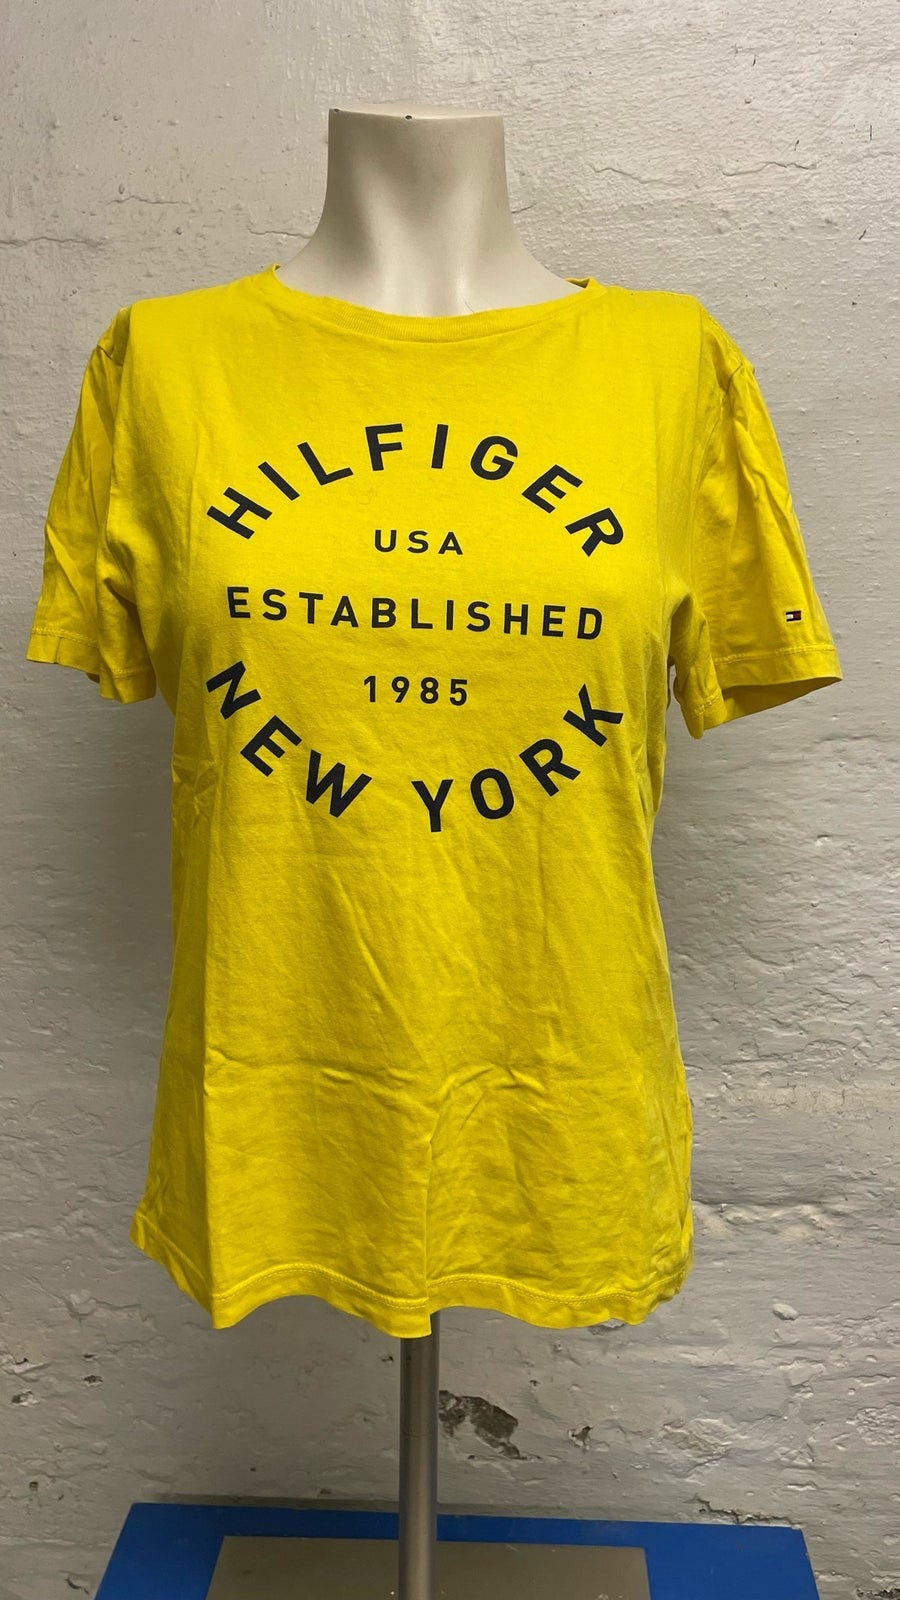 HILFIGER
USA
ESTABLISHED
1985
NEW YORK